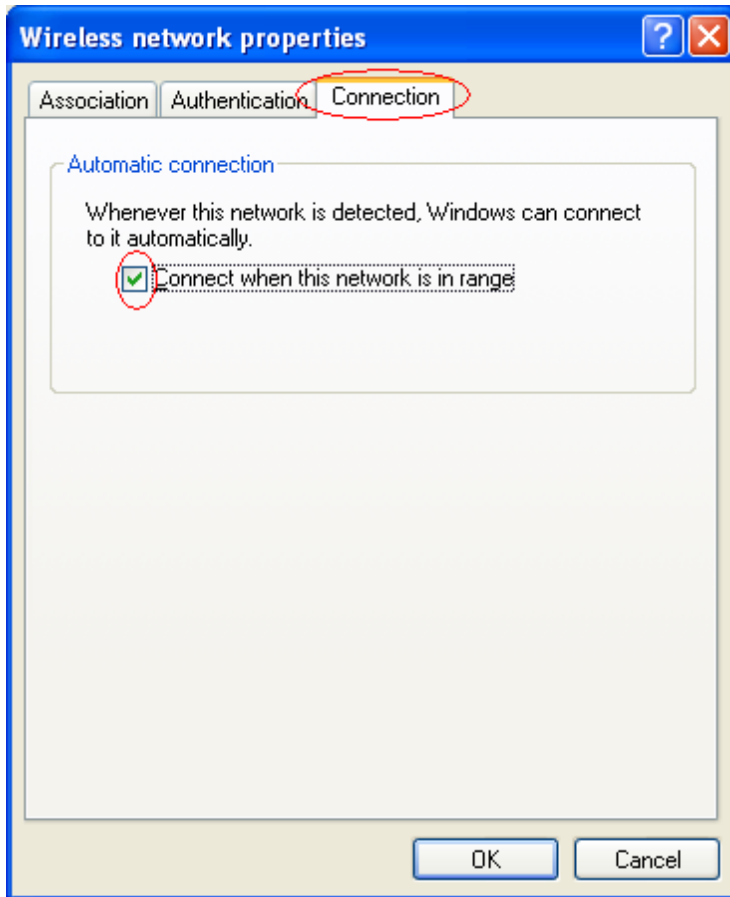 Wireless network properties
Association Authentication Connection
Automatic connection
Whenever this network is detected, Windows can connect
to it automatically.
Connect when this network is in range
OK Cancel